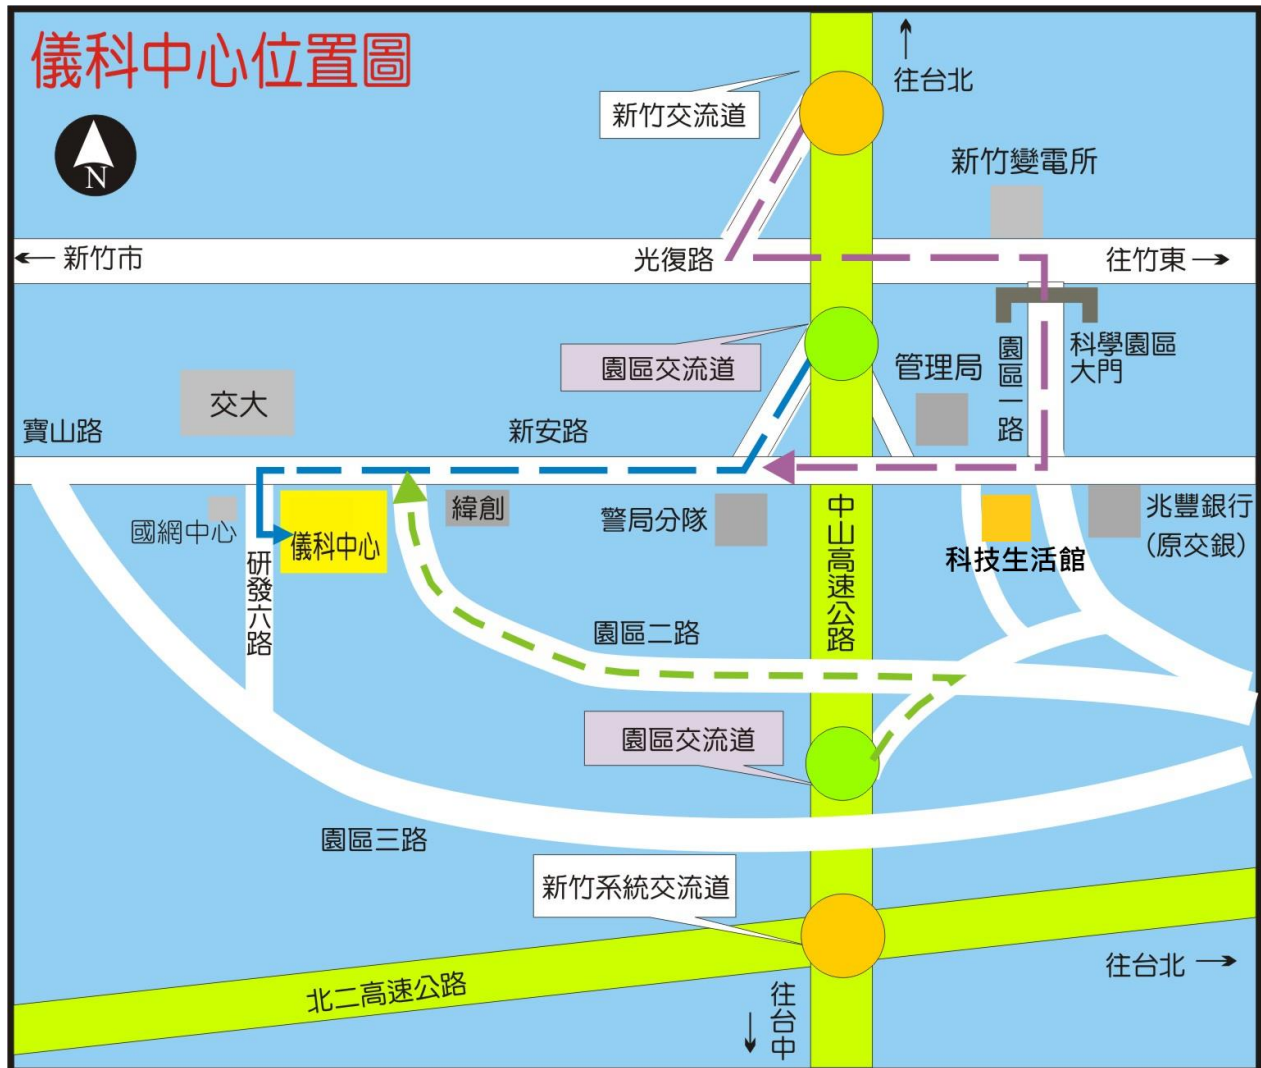 儀科中心位置圖
N
往台北
新竹交流道
新竹變電所
新竹市
光復路
往竹東
園區交流道
管理局
園區一路
科學園區
大門
交大
寶山路
新安路
國網中心
儀科中心
緯創
警局分隊
中山高速公路
科技生活館
兆豐銀行
(原交銀)
研發六路
園區二路
園區交流道
園區三路
新竹系統交流道
北二高速公路
往台中
往台北